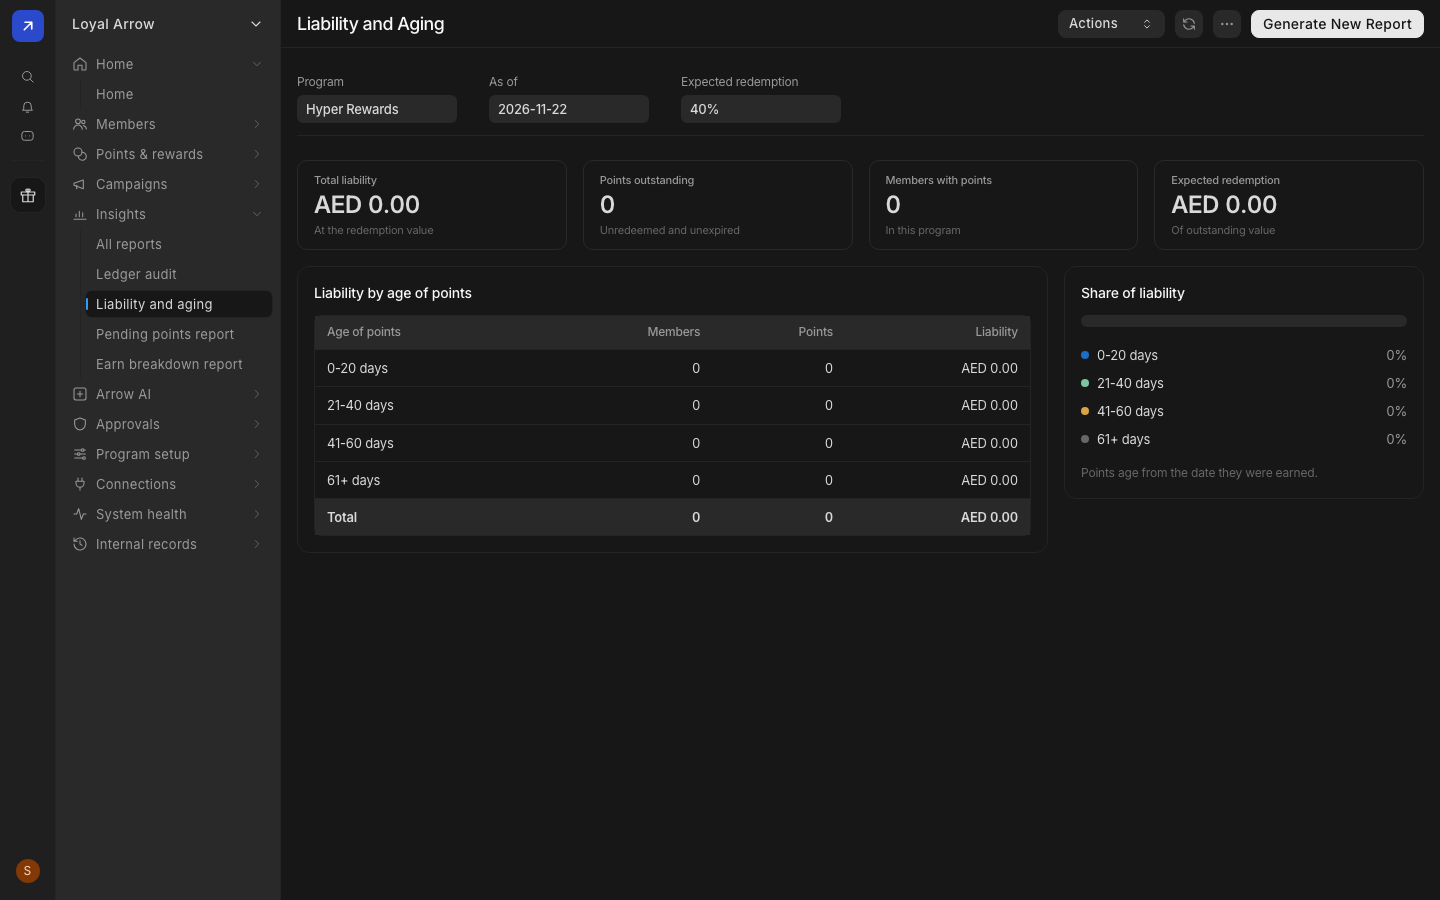 Loyal Arrow
Home
Home
Members
Points & rewards
Campaigns
Insights
All reports
Ledger audit
Liability and aging
Pending points report
Earn breakdown report
Arrow AI
Approvals
Program setup
Connections
System health
Internal records
S
Liability and Aging
Actions
Generate New Report
Program As of Expected redemption
Hyper Rewards 2026-11-22 40%
Total liability
AED 0.00
At the redemption value
Points outstanding
0
Unredeemed and unexpired
Members with points
0
In this program
Expected redemption
AED 0.00
Of outstanding value
Liability by age of points
Age of points Members Points Liability
0-20 days 0 0 AED 0.00
21-40 days 0 0 AED 0.00
41-60 days 0 0 AED 0.00
61+ days 0 0 AED 0.00
Total 0 0 AED 0.00
Share of liability
0-20 days 0%
21-40 days 0%
41-60 days 0%
61+ days 0%
Points age from the date they were earned.